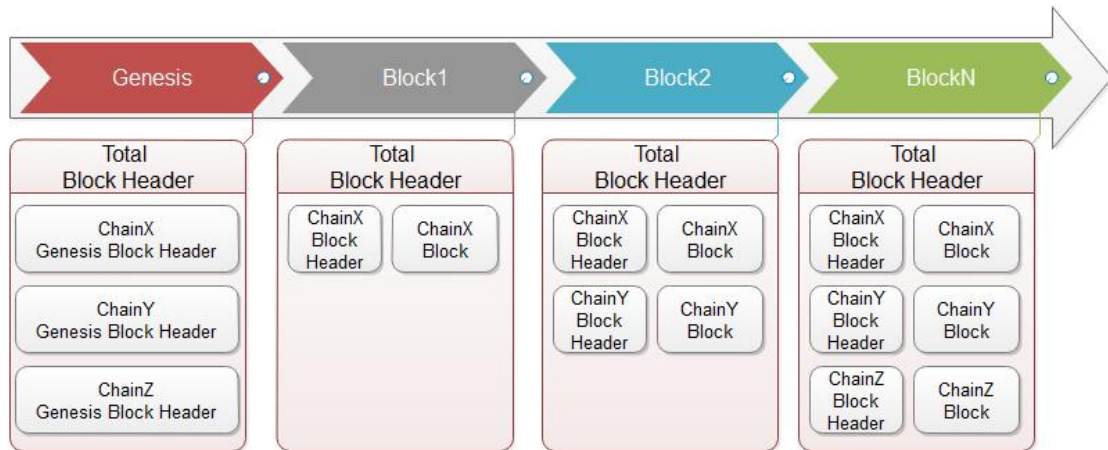 Genesis
Block1
Block2
BlockN
Total
Block Header
ChainX
Genesis Block Header
ChainY
Genesis Block Header
ChainZ
Genesis Block Header
Total
Block Header
ChainX
Block
Header
ChainX
Block
Total
Block Header
ChainX
Block
Header
ChainX
Block
ChainY
Block
Header
ChainY
Block
Total
Block Header
ChainX
Block
Header
ChainX
Block
ChainY
Block
Header
ChainY
Block
ChainZ
Block
Header
ChainZ
Block